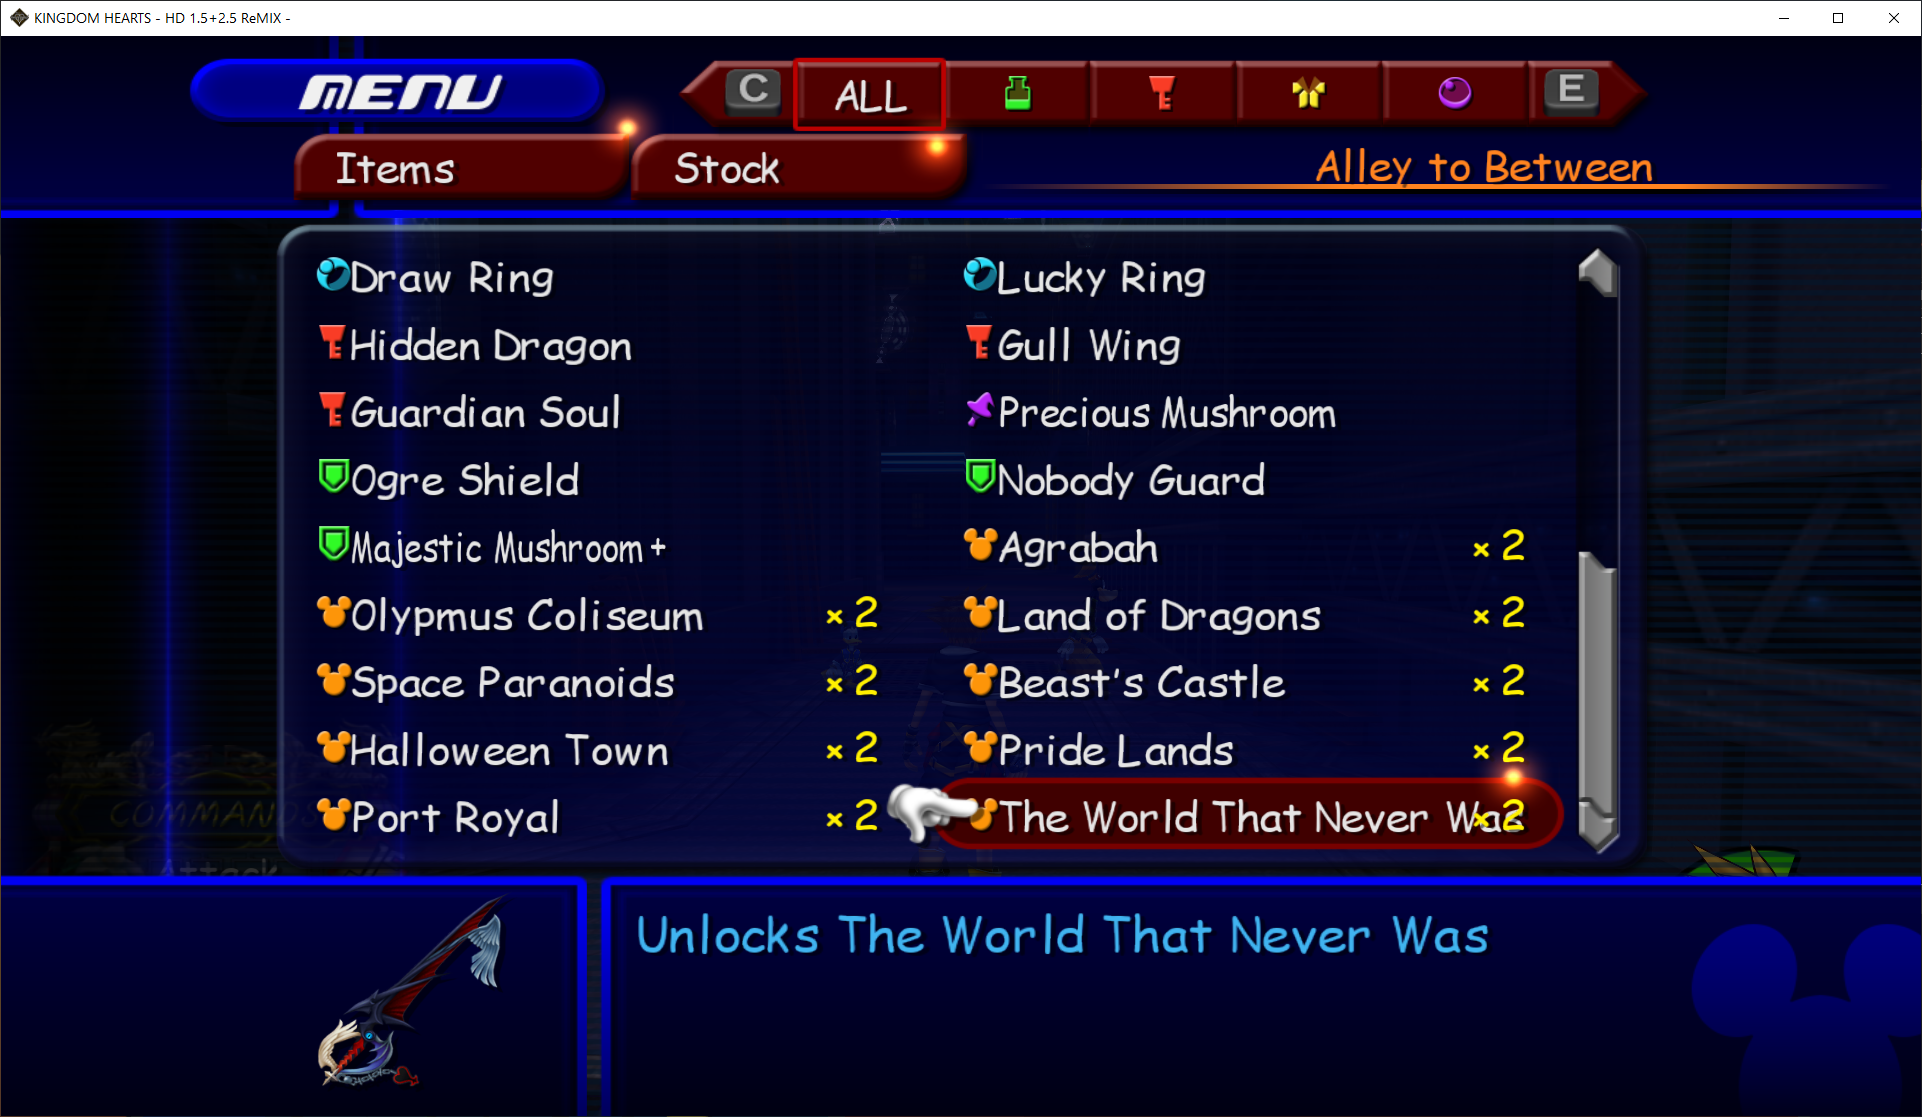 KINGDOM HEARTS - HD 1.5+2.5 ReMIX -
MENU
C ALL E
Items Stock
Alley to Between
Draw Ring Lucky Ring
Hidden Dragon Gull Wing
Guardian Soul Precious Mushroom
Ogre Shield Nobody Guard
Majestic Mushroom+ Agrabah × 2
Olypmus Coliseum × 2 Land of Dragons × 2
Space Paranoids × 2 Beast's Castle × 2
Halloween Town × 2 Pride Lands × 2
Port Royal × 2 The World That Never Was × 2
COMMANDS
Attack
Unlocks The World That Never Was